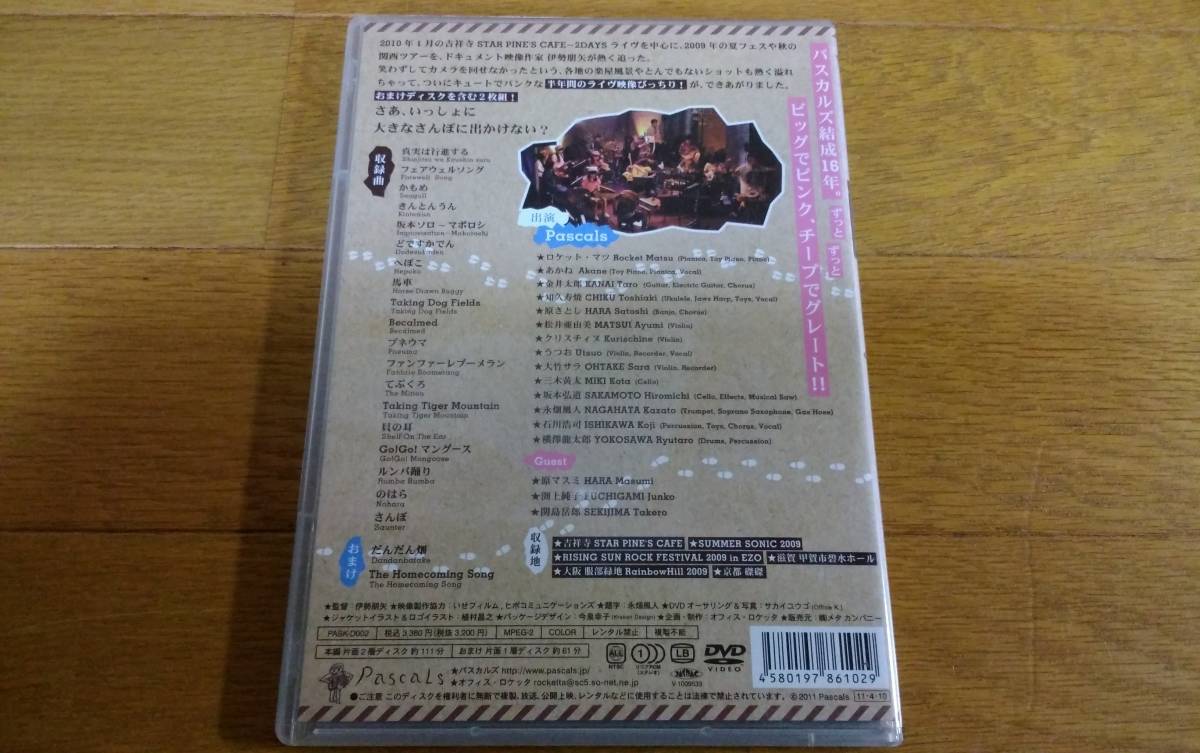 2010年1月の吉祥寺STAR PINE'S CAFE-2DAYSライヴを中心に、2009年の夏フェスや秋の
関西ツアーを、ドキュメント映像作家 伊勢朋矢が熱く追った。
笑わずしてカメラを回せなかったという、各地の楽屋風景やとんでもないショットも熱く溢れ
ちゃって、ついにキュートでパンクな半年間のライヴ映像びっちり！が、できあがりました。
おまけディスクを含む2枚組！
さあ、いっしょに
大きなさんぽに出かけない？
パスカルズ結成16年。ずっとずっと
ビッグでピンク、チープでグレート!!
収録曲
真実は行進する
Shinjitsu wa Koushin suru
フェアウェルソング
Farewell Song
かもめ
Seagull
きんとんうん
Kintonun
坂本ソロ〜マボロシ
Improvisation~Maboroshi
どですかでん
Dodesukaden
へぽこ
Hepoko
馬車
Horse Drawn Buggy
Taking Dog Fields
Taking Dog Fields
Becalmed
Becalmed
プネウマ
Pneuma
ファンファーレブーメラン
Fanfare Boomerang
てぶくろ
The Mitten
Taking Tiger Mountain
Taking Tiger Mountain
貝の耳
Shell On The Ear
Go!Go! マングース
Go!Go! Mongoose
ルンバ踊り
Rumba Rumba
のはら
Nohara
さんぽ
Saunter
おまけ
だんだん畑
Dandanbatake
The Homecoming Song
The Homecoming Song
出演
Pascals
★ロケット・マツ Rocket Matsu (Pianica, Toy Piano, Piano)
★あかね Akane (Toy Piano, Pianica, Vocal)
★金井太郎 KANAI Taro (Guitar, Electric Guitar, Chorus)
★知久寿焼 CHIKU Toshiaki (Ukulele, Jaws Harp, Toys, Vocal)
★原さとし HARA Satoshi (Banjo, Chorus)
★松井亜由美 MATSUI Ayumi (Violin)
★クリスティヌ Kurischine (Violin)
★うつお Utsuo (Violin, Recorder, Vocal)
★大竹サラ OHTAKE Sara (Violin, Recorder)
★三木黄太 MIKI Kota (Cello)
★坂本弘道 SAKAMOTO Hiromichi (Cello, Effects, Musical Saw)
★永畑風人 NAGAHATA Kazato (Trumpet, Soprano Saxophone, Gas Hose)
★石川浩司 ISHIKAWA Koji (Percussion, Toys, Chorus, Vocal)
★横澤龍太郎 YOKOSAWA Ryutaro (Drums, Percussion)
Guest
★原マスミ HARA Masumi
★渕上純子 FUCHIGAMI Junko
★関島岳郎 SEKIJIMA Takero
収録地
★吉祥寺 STAR PINE'S CAFE ★SUMMER SONIC 2009
★RISING SUN ROCK FESTIVAL 2009 in EZO ★滋賀 甲賀市碧水ホール
★大阪 服部緑地 RainbowHill 2009 ★京都 磔磔
★監督：伊勢朋矢 ★映像製作協力：いせフィルム, ヒポコミュニケーションズ ★題字：永畑風人 ★DVD オーサリング&写真：サカイユウゴ (Office K.)
★ジャケットイラスト&ロゴイラスト：植村昌之 ★パッケージデザイン：今泉幸子 ★企画・制作：オフィス・ロケッタ ★販売元：㈱メタ カンパニー
PASK-D002 税込3,360円(税抜3,200円) MPEG-2 COLOR レンタル禁止 複製不能
本編 片面2層ディスク 約111分 おまけ 片面1層ディスク 約61分
ALL NTSC
LB
DVD VIDEO
V-1009539
Pascals
★パスカルズ http://www.pascals.jp/
★オフィス・ロケッタ rocketta@sc5.so-net.ne.jp
4580197861029
●ご注意 このディスクを権利者に無断で複製、放送、公開上映、レンタルなどに使用することは法律で禁止されています。 ©2011 Pascals 11・4・10